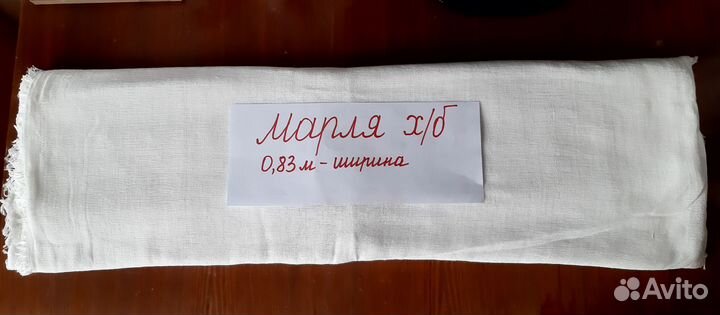 Марля х/б
0,83 м - ширина
Avito